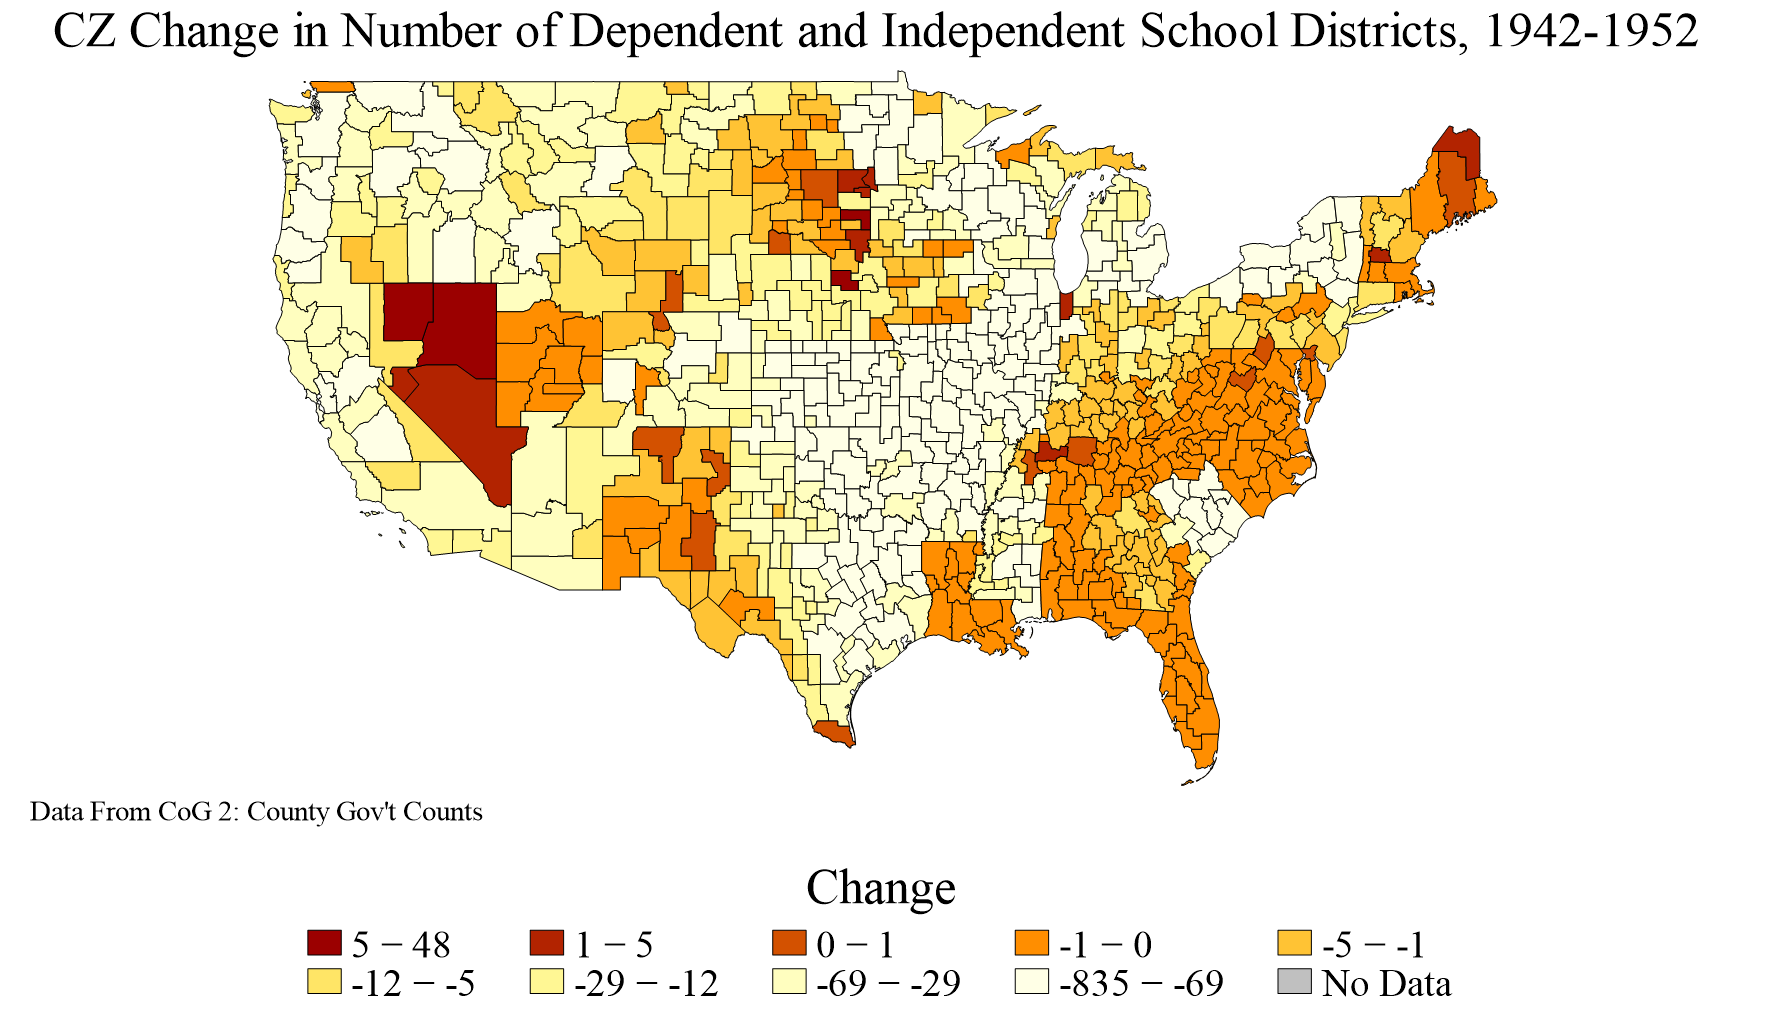 CZ Change in Number of Dependent and Independent School Districts, 1942-1952
Data From CoG 2: County Gov't Counts
Change
5 − 48 1 − 5 0 − 1 -1 − 0 -5 − -1
-12 − -5 -29 − -12 -69 − -29 -835 − -69 No Data